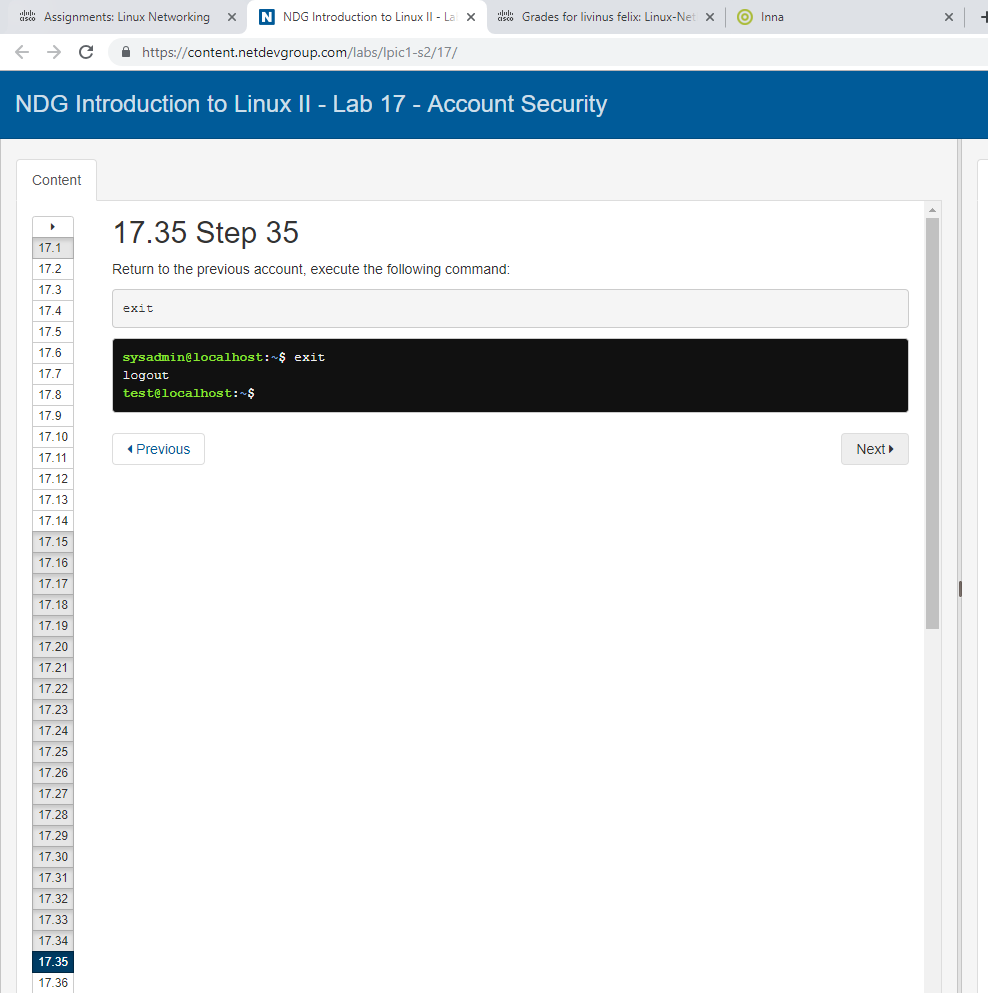 Assignments: Linux Networking
NDG Introduction to Linux II - La
Grades for livinus felix: Linux-Net
Inna
https://content.netdevgroup.com/labs/lpic1-s2/17/
NDG Introduction to Linux II - Lab 17 - Account Security
Content
17.1
17.2
17.3
17.4
17.5
17.6
17.7
17.8
17.9
17.10
17.11
17.12
17.13
17.14
17.15
17.16
17.17
17.18
17.19
17.20
17.21
17.22
17.23
17.24
17.25
17.26
17.27
17.28
17.29
17.30
17.31
17.32
17.33
17.34
17.35
17.36
17.35 Step 35
Return to the previous account, execute the following command:
exit
sysadmin@localhost:~$ exit
logout
test@localhost:~$
Previous
Next